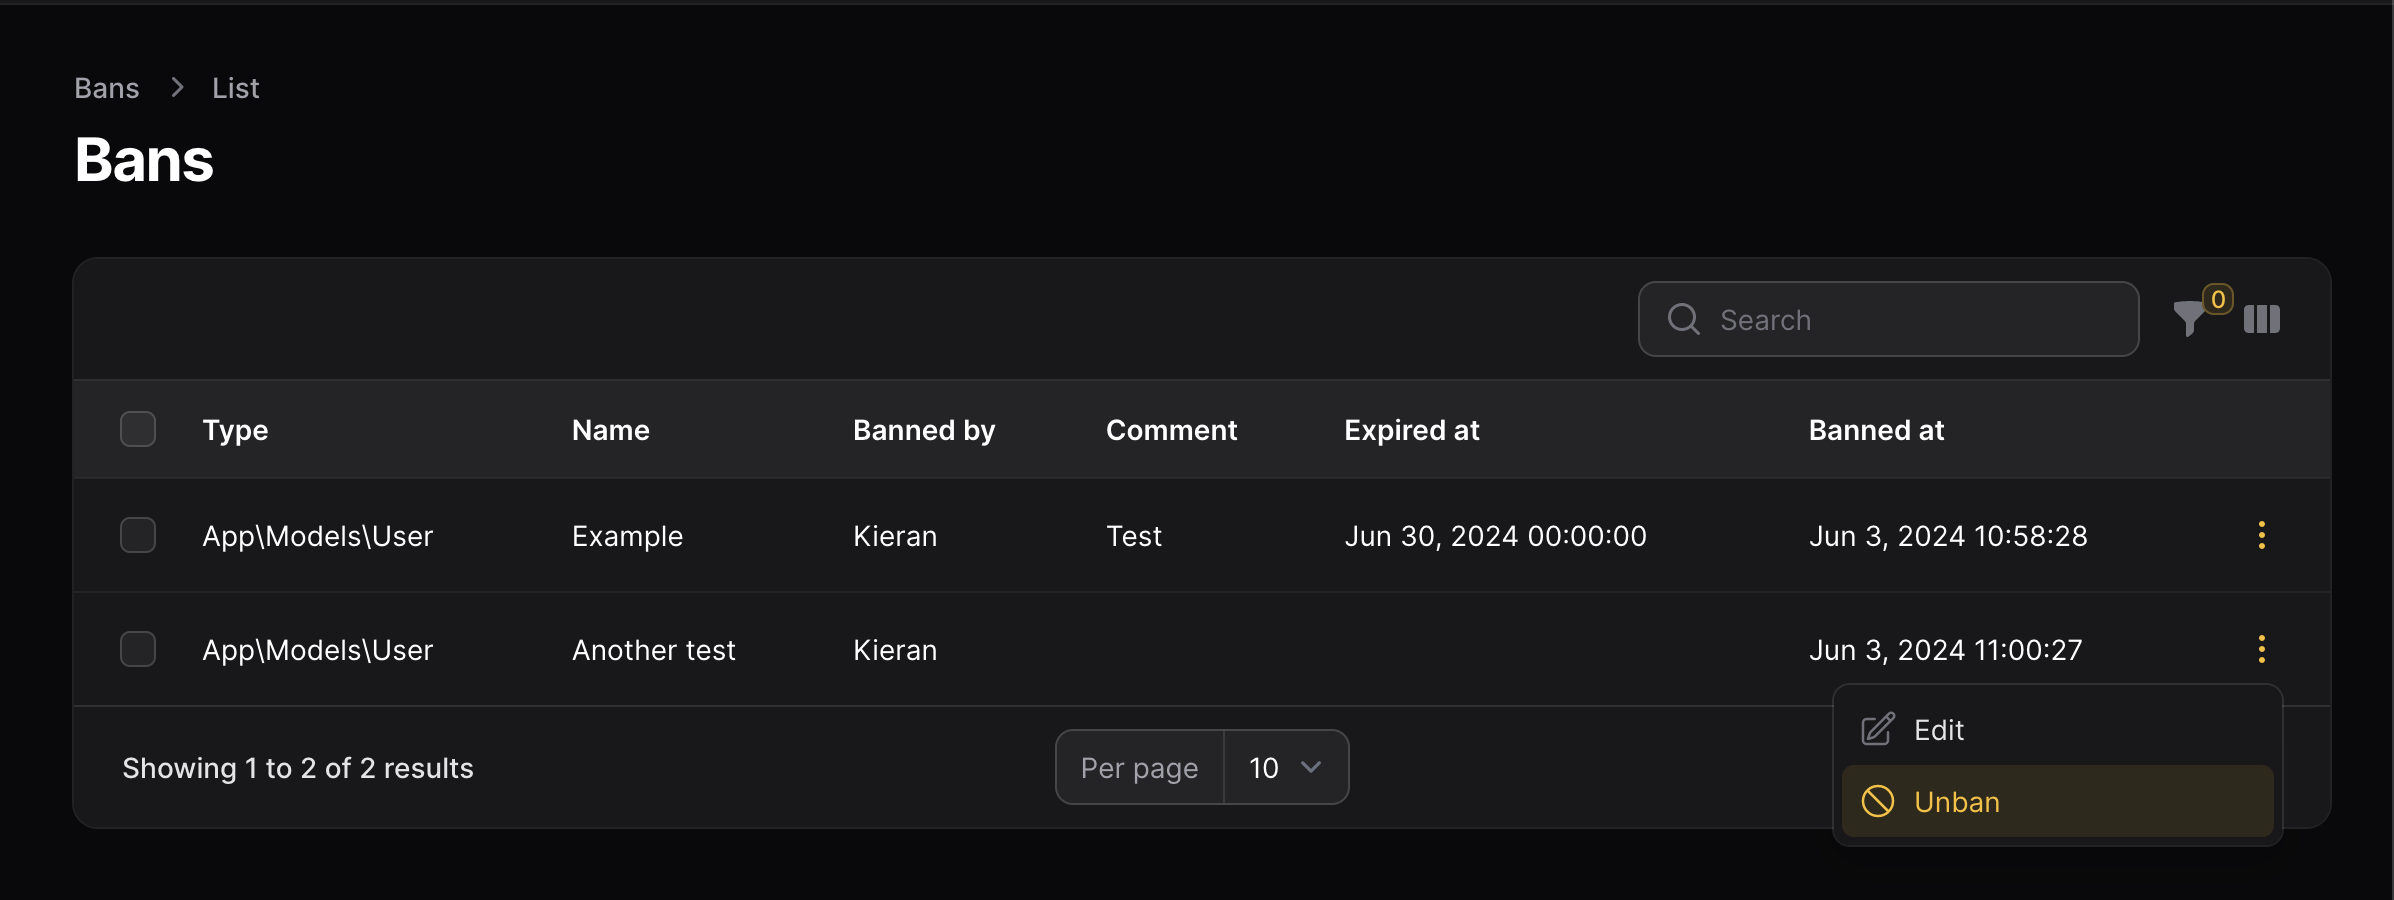 Bans > List
Bans
Search
0
Type Name Banned by Comment Expired at Banned at
App\Models\User Example Kieran Test Jun 30, 2024 00:00:00 Jun 3, 2024 10:58:28
App\Models\User Another test Kieran Jun 3, 2024 11:00:27
Edit
Showing 1 to 2 of 2 results Per page 10
Unban